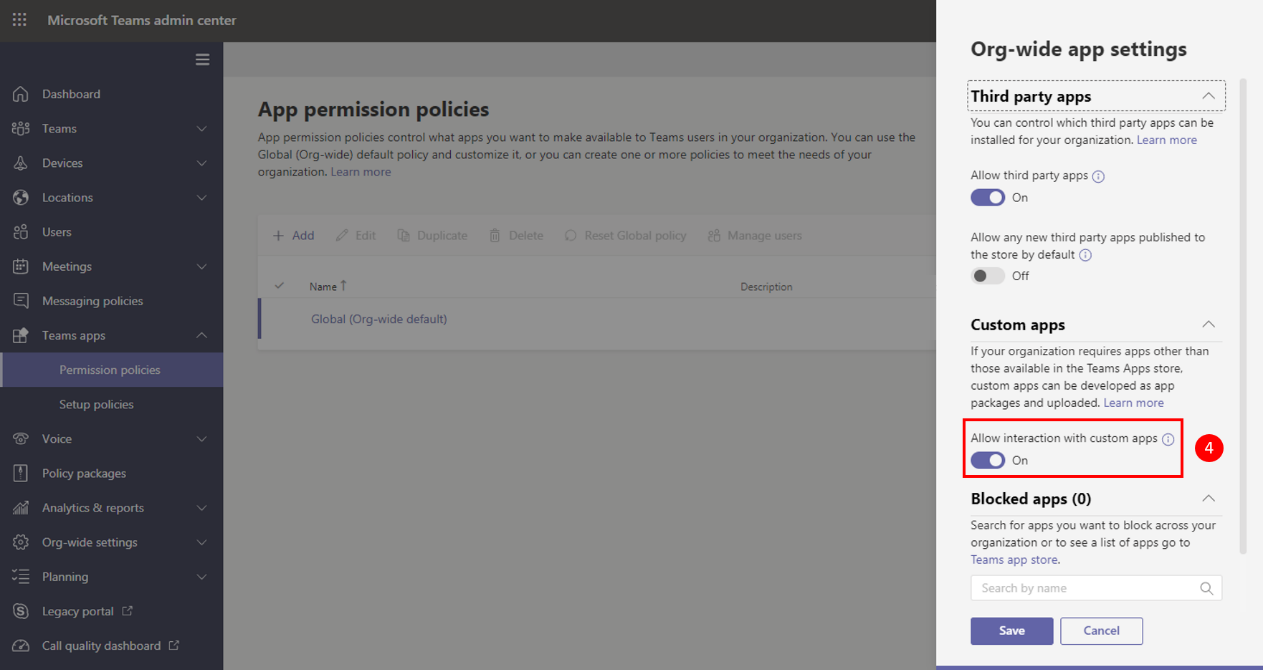 Microsoft Teams admin center
Dashboard
Teams
Devices
Locations
Users
Meetings
Messaging policies
Teams apps
Permission policies
Setup policies
Voice
Policy packages
Analytics & reports
Org-wide settings
Planning
Legacy portal
Call quality dashboard
App permission policies
App permission policies control what apps you want to make available to Teams users in your organization. You can use the
Global (Org-wide) default policy and customize it, or you can create one or more policies to meet the needs of your
organization. Learn more
Add Edit Duplicate Delete Reset Global policy Manage users
Name ↑ Description
Global (Org-wide default)
Org-wide app settings
Third party apps
You can control which third party apps can be
installed for your organization. Learn more
Allow third party apps
On
Allow any new third party apps published to
the store by default
Off
Custom apps
If your organization requires apps other than
those available in the Teams Apps store,
custom apps can be developed as app
packages and uploaded. Learn more
Allow interaction with custom apps
On
4
Blocked apps (0)
Search for apps you want to block across your
organization or to see a list of apps go to
Teams app store.
Search by name
Save Cancel